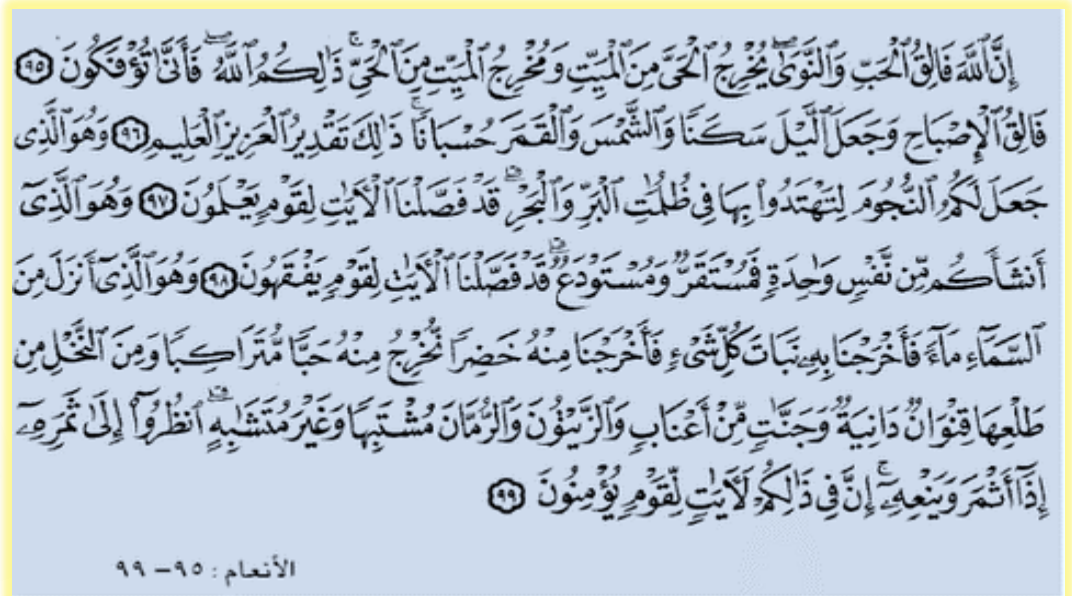 إِنَّ ٱللَّهَ فَالِقُ ٱلْحَبِّ وَٱلنَّوَىٰ ۖ يُخْرِجُ ٱلْحَىَّ مِنَ ٱلْمَيِّتِ وَمُخْرِجُ ٱلْمَيِّتِ مِنَ ٱلْحَىِّ ۚ ذَٰلِكُمُ ٱللَّهُ ۖ فَأَنَّىٰ تُؤْفَكُونَ ٩٥
فَالِقُ ٱلْإِصْبَاحِ وَجَعَلَ ٱلَّيْلَ سَكَنًا وَٱلشَّمْسَ وَٱلْقَمَرَ حُسْبَانًا ۚ ذَٰلِكَ تَقْدِيرُ ٱلْعَزِيزِ ٱلْعَلِيمِ ٩٦ وَهُوَ ٱلَّذِى
جَعَلَ لَكُمُ ٱلنُّجُومَ لِتَهْتَدُوا۟ بِهَا فِى ظُلُمَٰتِ ٱلْبَرِّ وَٱلْبَحْرِ ۗ قَدْ فَصَّلْنَا ٱلْءَايَٰتِ لِقَوْمٍ يَعْلَمُونَ ٩٧ وَهُوَ ٱلَّذِىٓ
أَنشَأَكُم مِّن نَّفْسٍ وَٰحِدَةٍ فَمُسْتَقَرٌّ وَمُسْتَوْدَعٌ ۗ قَدْ فَصَّلْنَا ٱلْءَايَٰتِ لِقَوْمٍ يَفْقَهُونَ ٩٨ وَهُوَ ٱلَّذِىٓ أَنزَلَ مِنَ
ٱلسَّمَآءِ مَآءً فَأَخْرَجْنَا بِهِۦ نَبَاتَ كُلِّ شَىْءٍ فَأَخْرَجْنَا مِنْهُ خَضِرًا نُّخْرِجُ مِنْهُ حَبًّا مُّتَرَاكِبًا وَمِنَ ٱلنَّخْلِ مِن
طَلْعِهَا قِنْوَانٌ دَانِيَةٌ وَجَنَّٰتٍ مِّنْ أَعْنَابٍ وَٱلزَّيْتُونَ وَٱلرُّمَّانَ مُشْتَبِهًا وَغَيْرَ مُتَشَٰبِهٍ ۗ ٱنظُرُوٓا۟ إِلَىٰ ثَمَرِهِۦٓ
إِذَآ أَثْمَرَ وَيَنْعِهِۦٓ ۚ إِنَّ فِى ذَٰلِكُمْ لَءَايَٰتٍ لِّقَوْمٍ يُؤْمِنُونَ ٩٩
الأنعام: ٩٥ – ٩٩